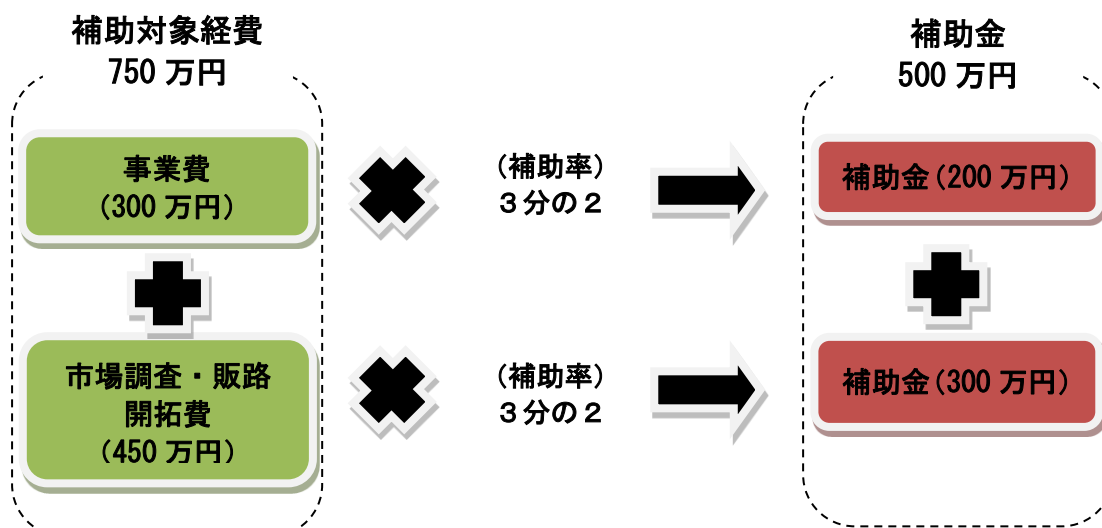 補助対象経費
750 万円
補助金
500 万円
事業費
(300 万円)
(補助率)
３分の２
補助金(200 万円)
市場調査・販路
開拓費
(450 万円)
(補助率)
３分の２
補助金(300 万円)